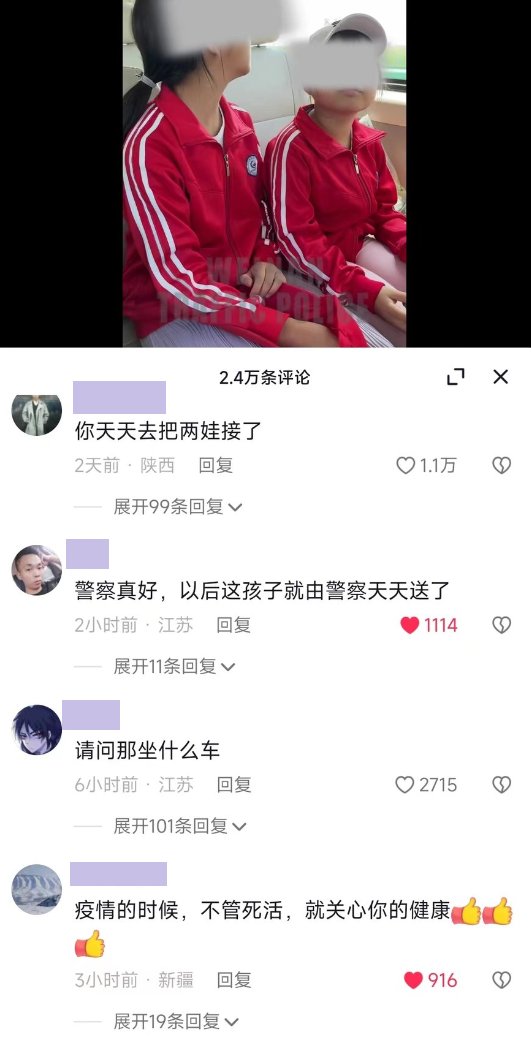 WEINAN
TRAFFIC POLICE
2.4万条评论
你天天去把两娃接了
2天前 · 陕西 回复 1.1万
展开99条回复
警察真好，以后这孩子就由警察天天送了
2小时前 · 江苏 回复 1114
展开11条回复
请问那坐什么车
6小时前 · 江苏 回复 2715
展开101条回复
疫情的时候，不管死活，就关心你的健康👍👍
👍
3小时前 · 新疆 回复 916
展开19条回复